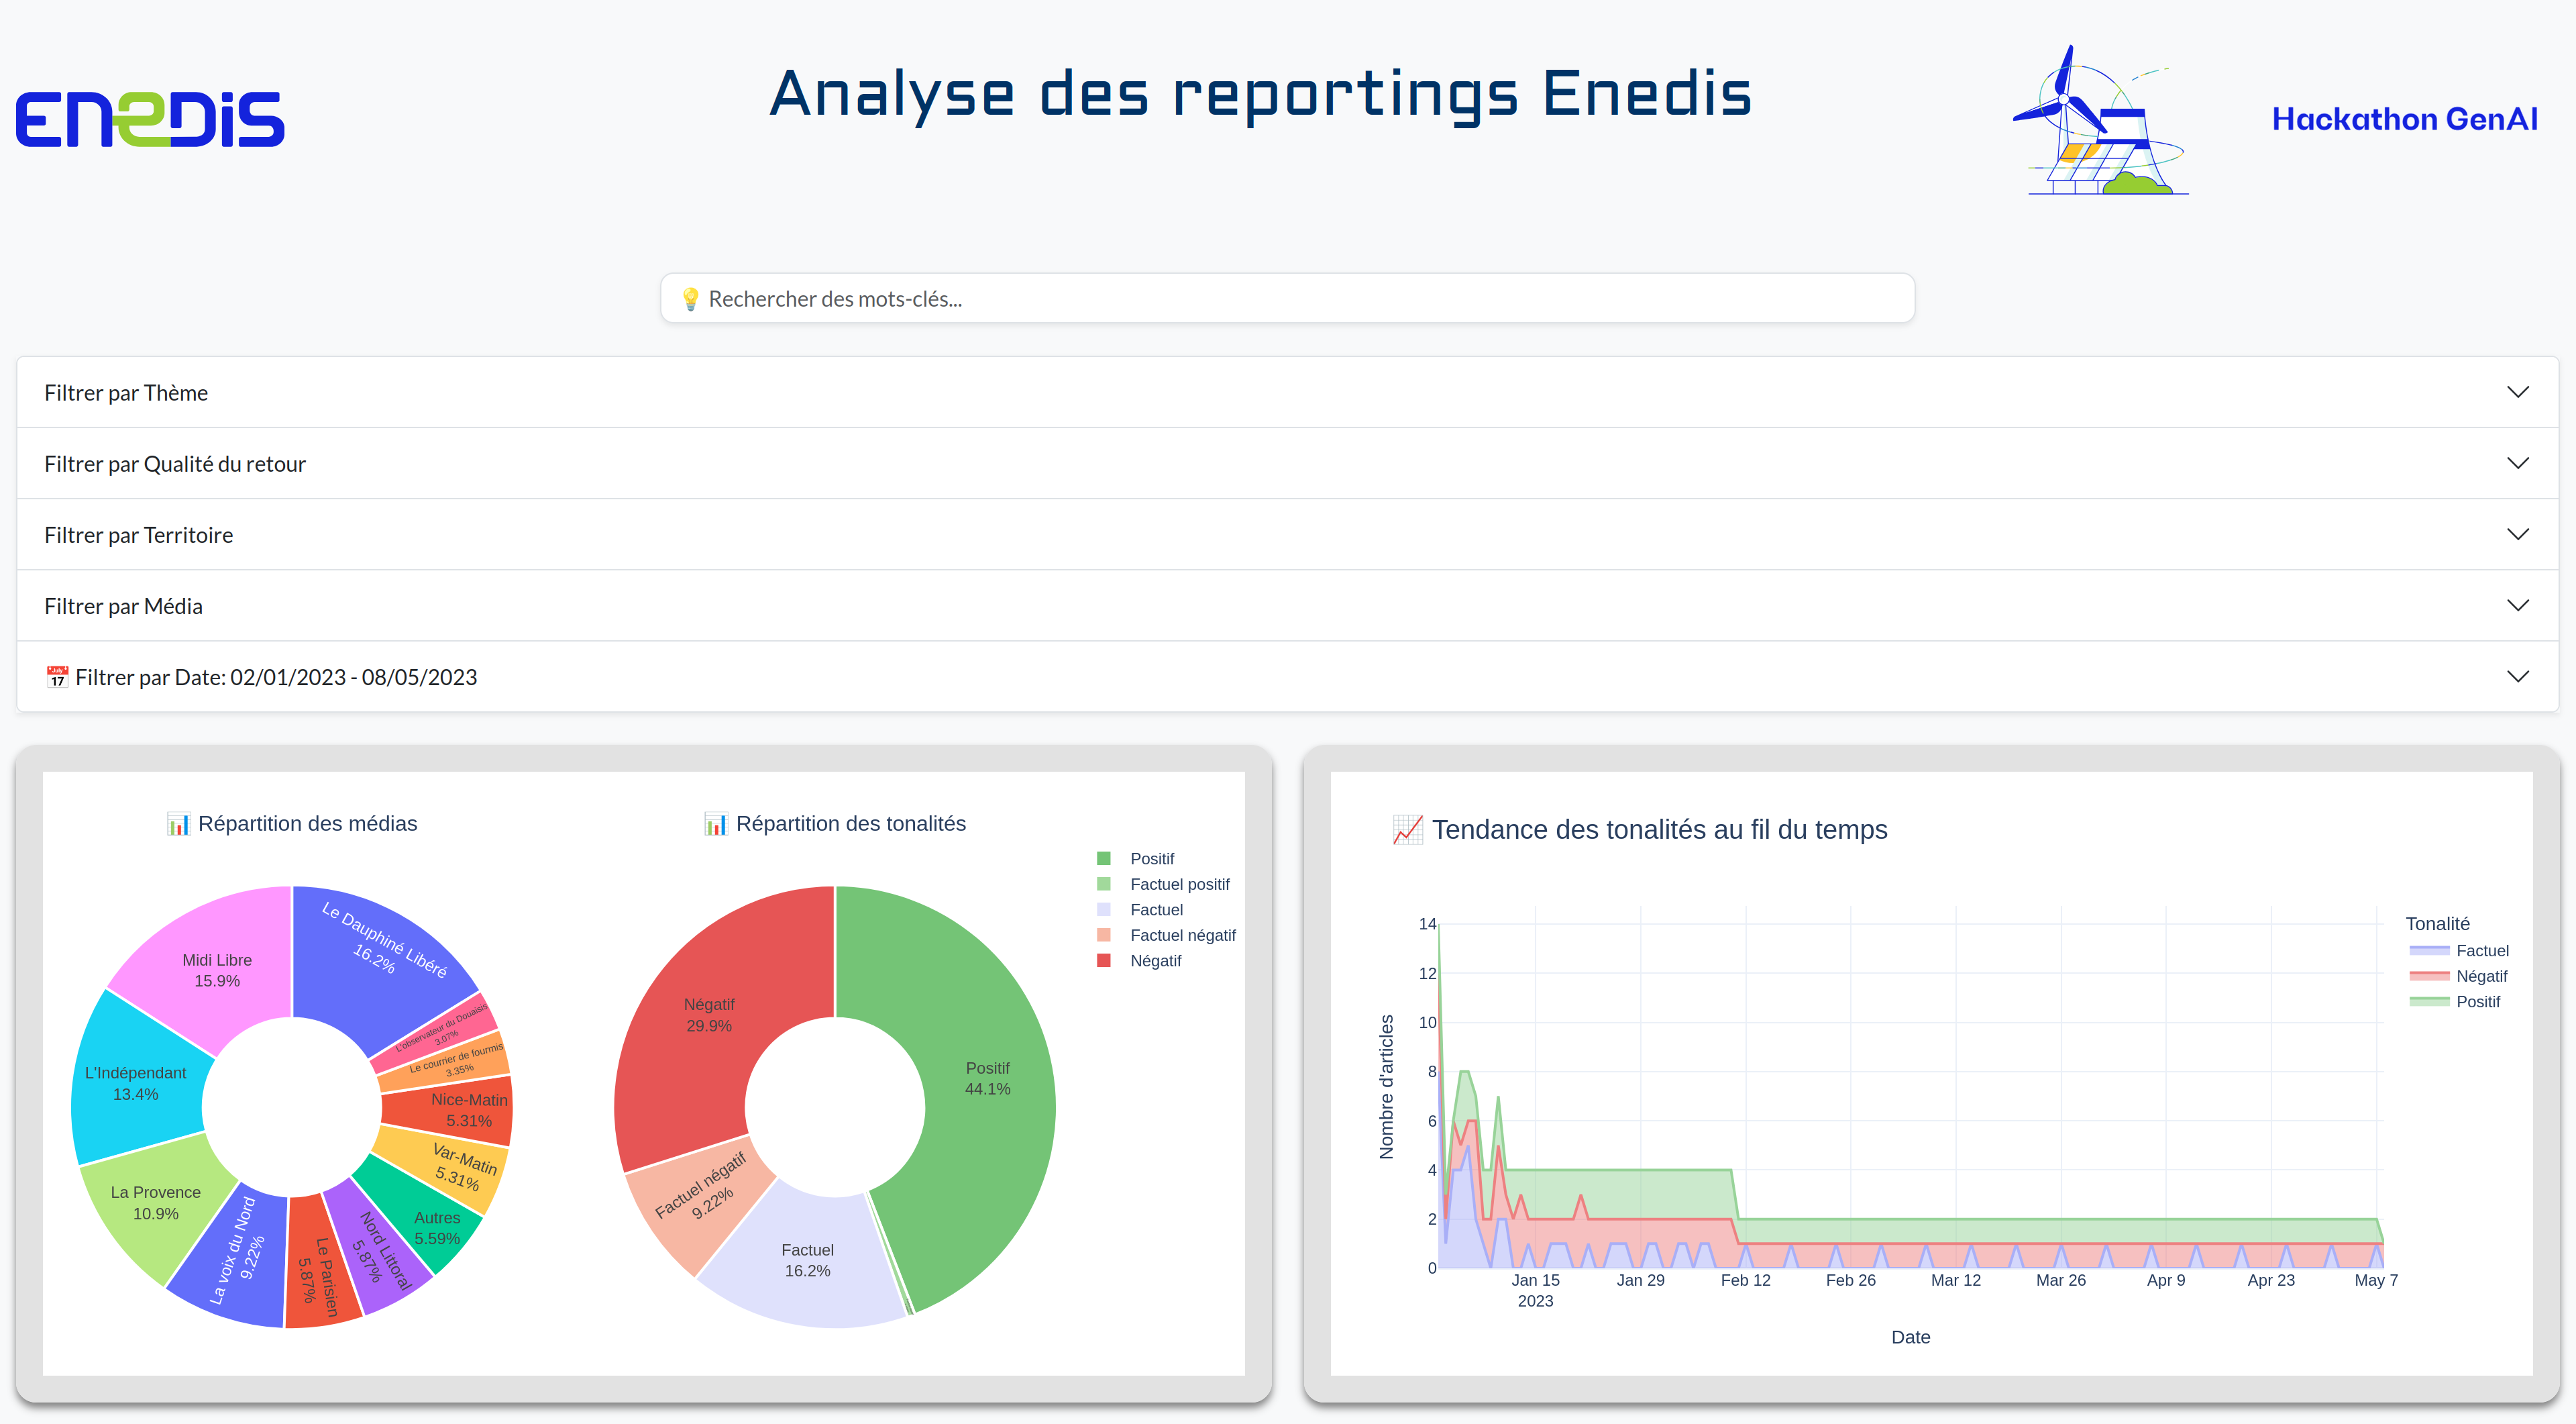 ENEDIS
Analyse des reportings Enedis
Hackathon GenAI
💡 Rechercher des mots-clés...
Filtrer par Thème
Filtrer par Qualité du retour
Filtrer par Territoire
Filtrer par Média
📅 Filtrer par Date: 02/01/2023 - 08/05/2023
📊 Répartition des médias
Le Dauphiné Libéré
16.2%
L'observateur du Douaisis
3.07%
Le courrier de fourmis
3.35%
Nice-Matin
5.31%
Var-Matin
5.31%
Autres
5.59%
Nord Littoral
5.87%
Le Parisien
5.87%
La voix du Nord
9.22%
La Provence
10.9%
L'Indépendant
13.4%
Midi Libre
15.9%
📊 Répartition des tonalités
Positif
44.1%
Factuel
16.2%
Factuel négatif
9.22%
Négatif
29.9%
Positif
Factuel positif
Factuel
Factuel négatif
Négatif
📈 Tendance des tonalités au fil du temps
Nombre d'articles
14
12
10
8
6
4
2
0
Jan 15
2023
Jan 29
Feb 12
Feb 26
Mar 12
Mar 26
Apr 9
Apr 23
May 7
Date
Tonalité
Factuel
Négatif
Positif